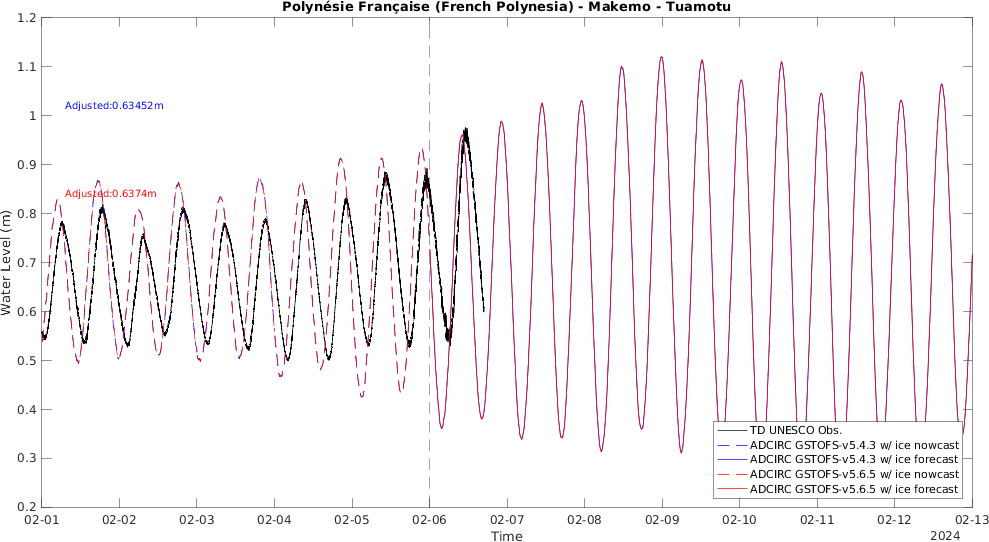 Polynésie Française (French Polynesia) - Makemo - Tuamotu
1.2
1.1
1
0.9
0.8
0.7
0.6
0.5
0.4
0.3
0.2
Water Level (m)
Adjusted:0.63452m
Adjusted:0.6374m
TD UNESCO Obs.
ADCIRC GSTOFS-v5.4.3 w/ ice nowcast
ADCIRC GSTOFS-v5.4.3 w/ ice forecast
ADCIRC GSTOFS-v5.6.5 w/ ice nowcast
ADCIRC GSTOFS-v5.6.5 w/ ice forecast
02-01 02-02 02-03 02-04 02-05 02-06 02-07 02-08 02-09 02-10 02-11 02-12 02-13
Time
2024